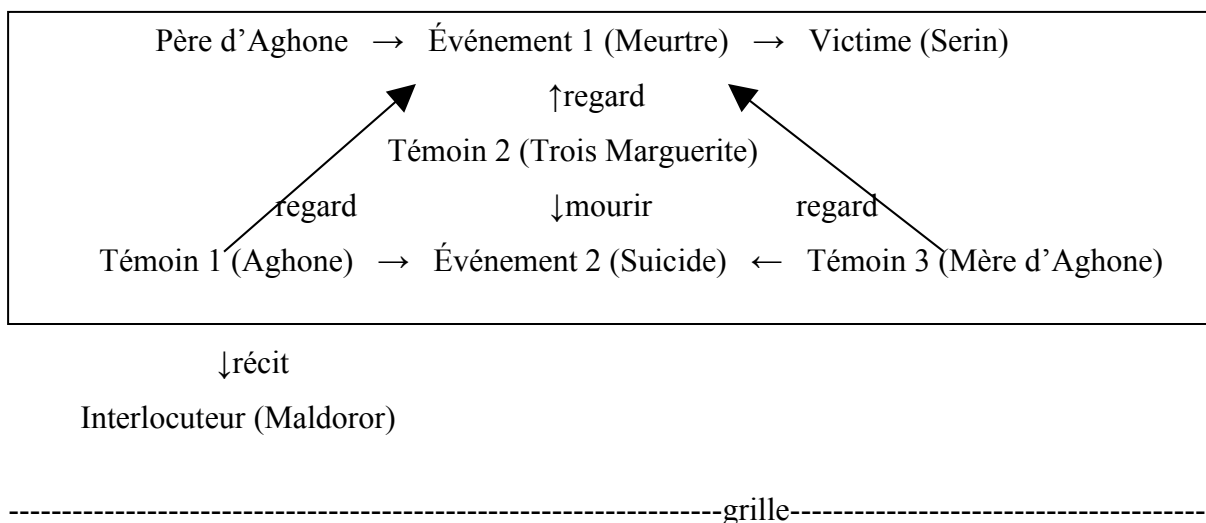 Père d’Aghone → Événement 1 (Meurtre) → Victime (Serin)
↑regard
Témoin 2 (Trois Marguerite)
regard ↓mourir regard
Témoin 1 (Aghone) → Événement 2 (Suicide) ← Témoin 3 (Mère d’Aghone)
↓récit
Interlocuteur (Maldoror)
-----------------------------------------------------------------------grille-----------------------------------------